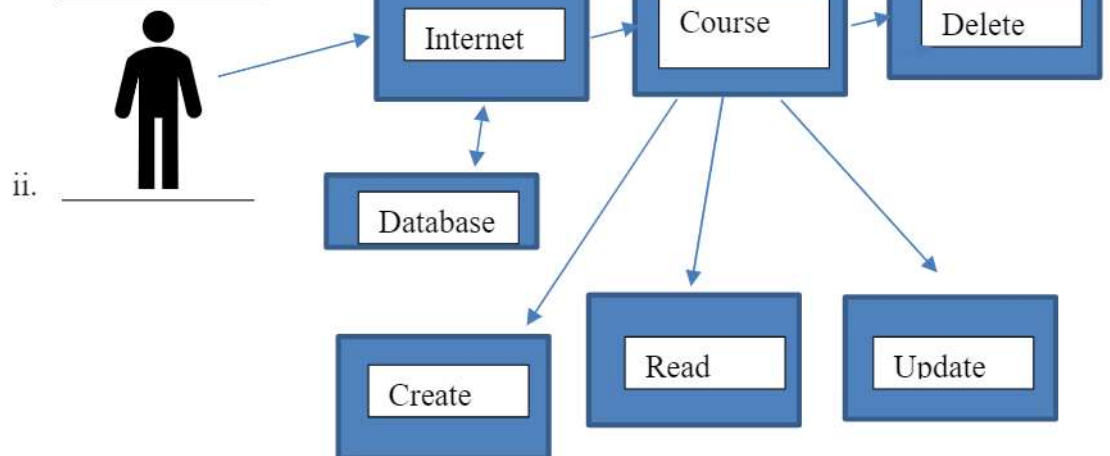 Internet
Course
Delete
ii.
Database
Create
Read
Update